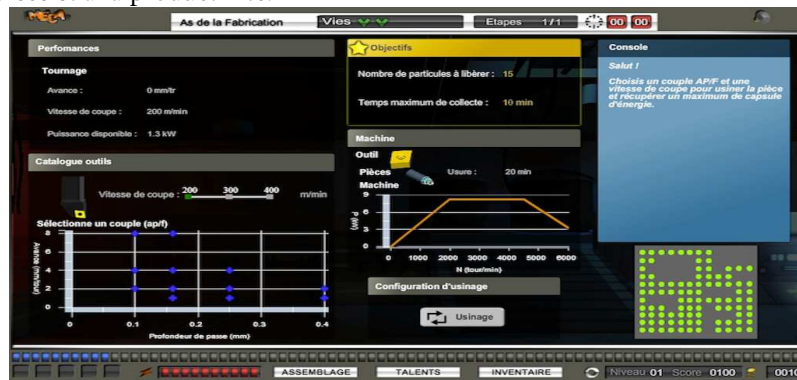 MEGA
As de la Fabrication
Vies
Etapes 1/1
00 00
Perfomances
Tournage
Avance : 0 mm/tr
Vitesse de coupe : 200 m/min
Puissance disponible : 1.3 kW
Objectifs
Nombre de particules à libérer : 15
Temps maximum de collecte : 10 min
Console
Salut !
Choisis un couple AP/F et une
vitesse de coupe pour usiner la pièce
et récupérer un maximum de capsule
d'énergie.
Catalogue outils
Vitesse de coupe : 200 300 400 m/min
Sélectionne un couple (ap/f)
Avance (mm/tour)
8
6
4
2
0
0 0.1 0.2 0.3 0.4
Profondeur de passe (mm)
Machine
Outil
Pièces Usure : 20 min
Machine
P (kW)
9
6
3
0
0 1000 2000 3000 4000 5000 6000
N (tour/min)
Configuration d'usinage
Usinage
ASSEMBLAGE TALENTS INVENTAIRE Niveau 01 Score 0100 0010